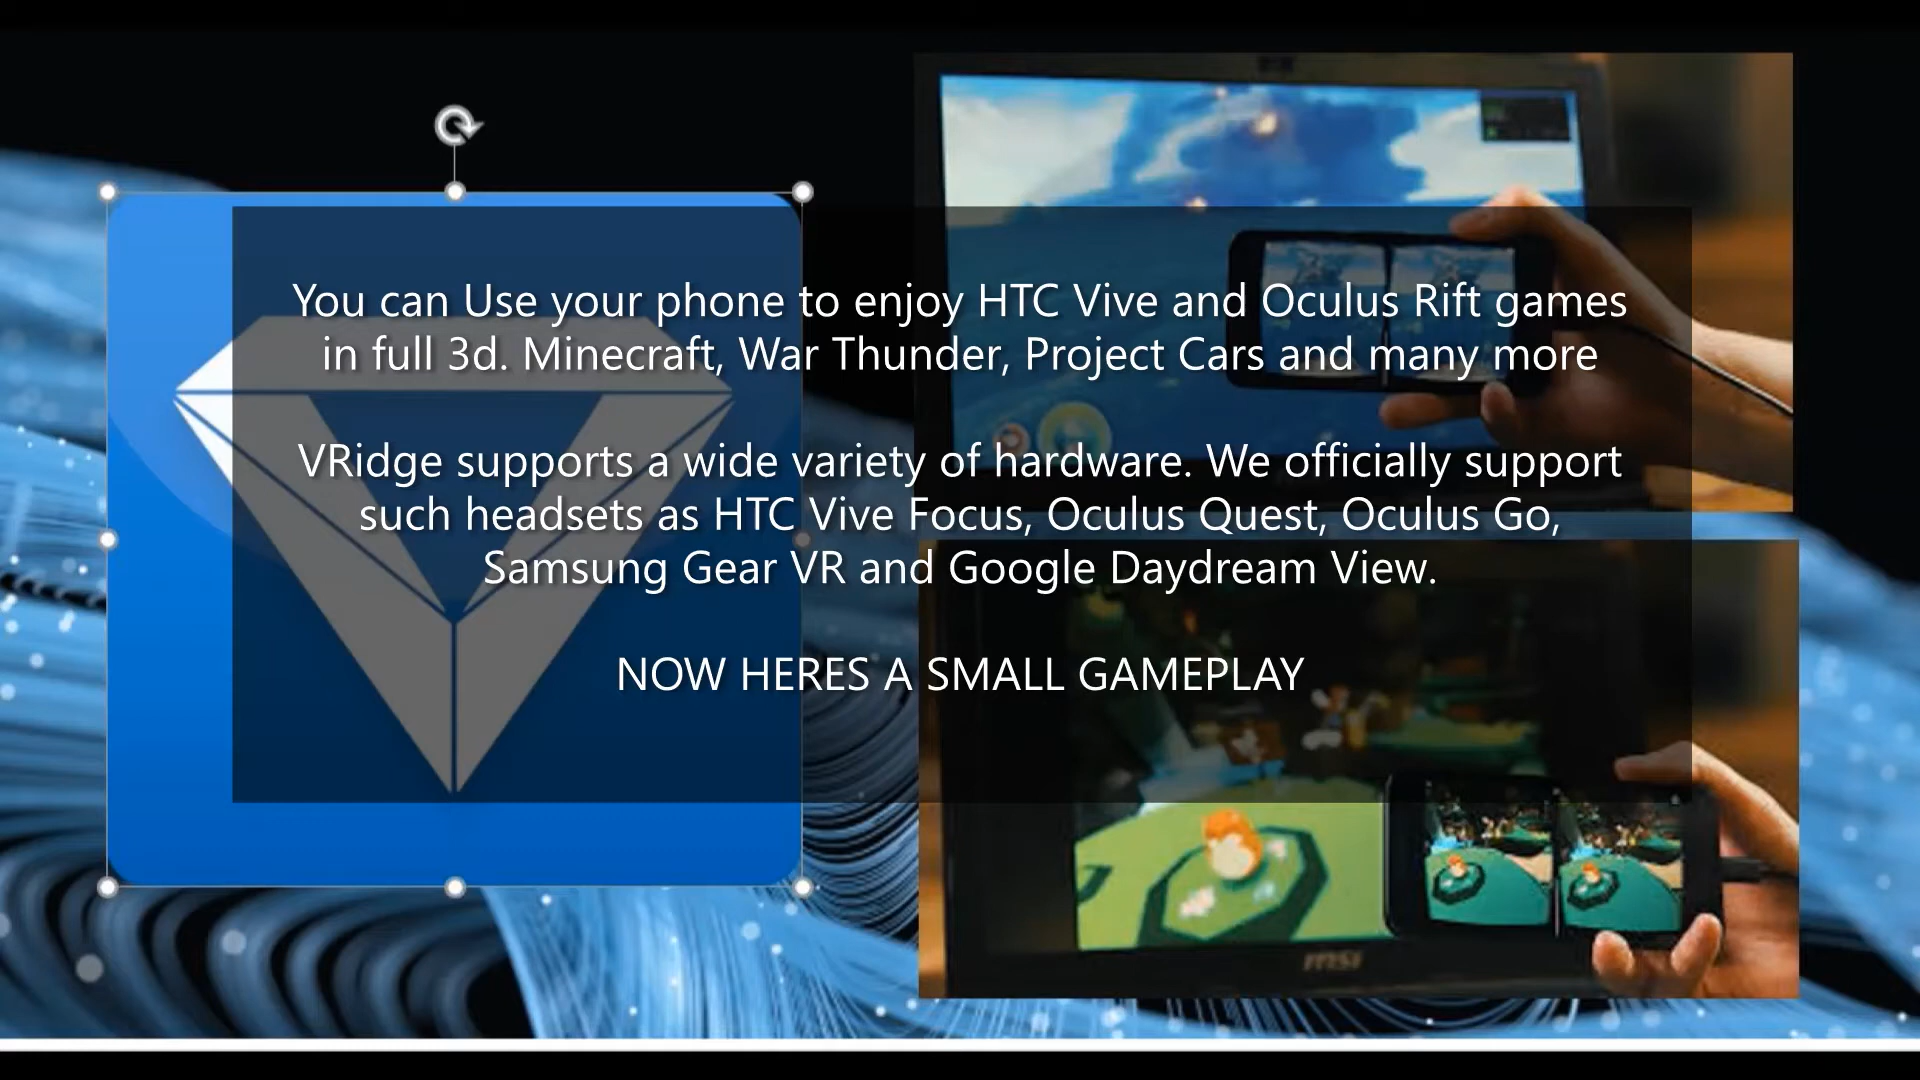 You can Use your phone to enjoy HTC Vive and Oculus Rift games
in full 3d. Minecraft, War Thunder, Project Cars and many more
VRidge supports a wide variety of hardware. We officially support
such headsets as HTC Vive Focus, Oculus Quest, Oculus Go,
Samsung Gear VR and Google Daydream View.
NOW HERES A SMALL GAMEPLAY
msi